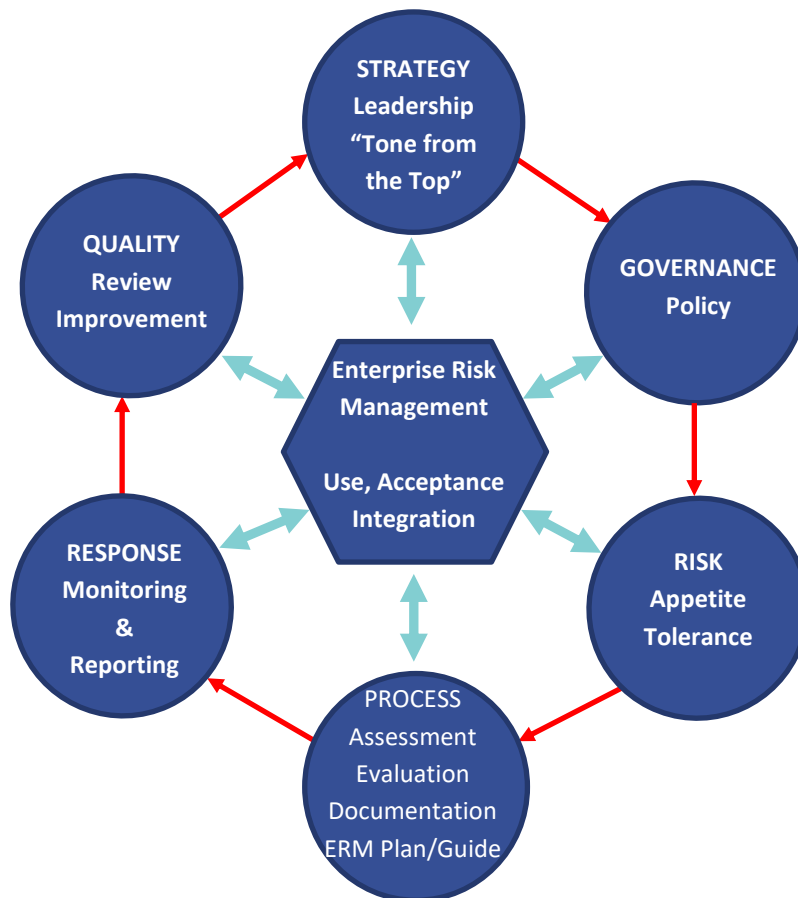 STRATEGY
Leadership
“Tone from
the Top”
GOVERNANCE
Policy
RISK
Appetite
Tolerance
PROCESS
Assessment
Evaluation
Documentation
ERM Plan/Guide
RESPONSE
Monitoring
&
Reporting
QUALITY
Review
Improvement
Enterprise Risk
Management
Use, Acceptance
Integration